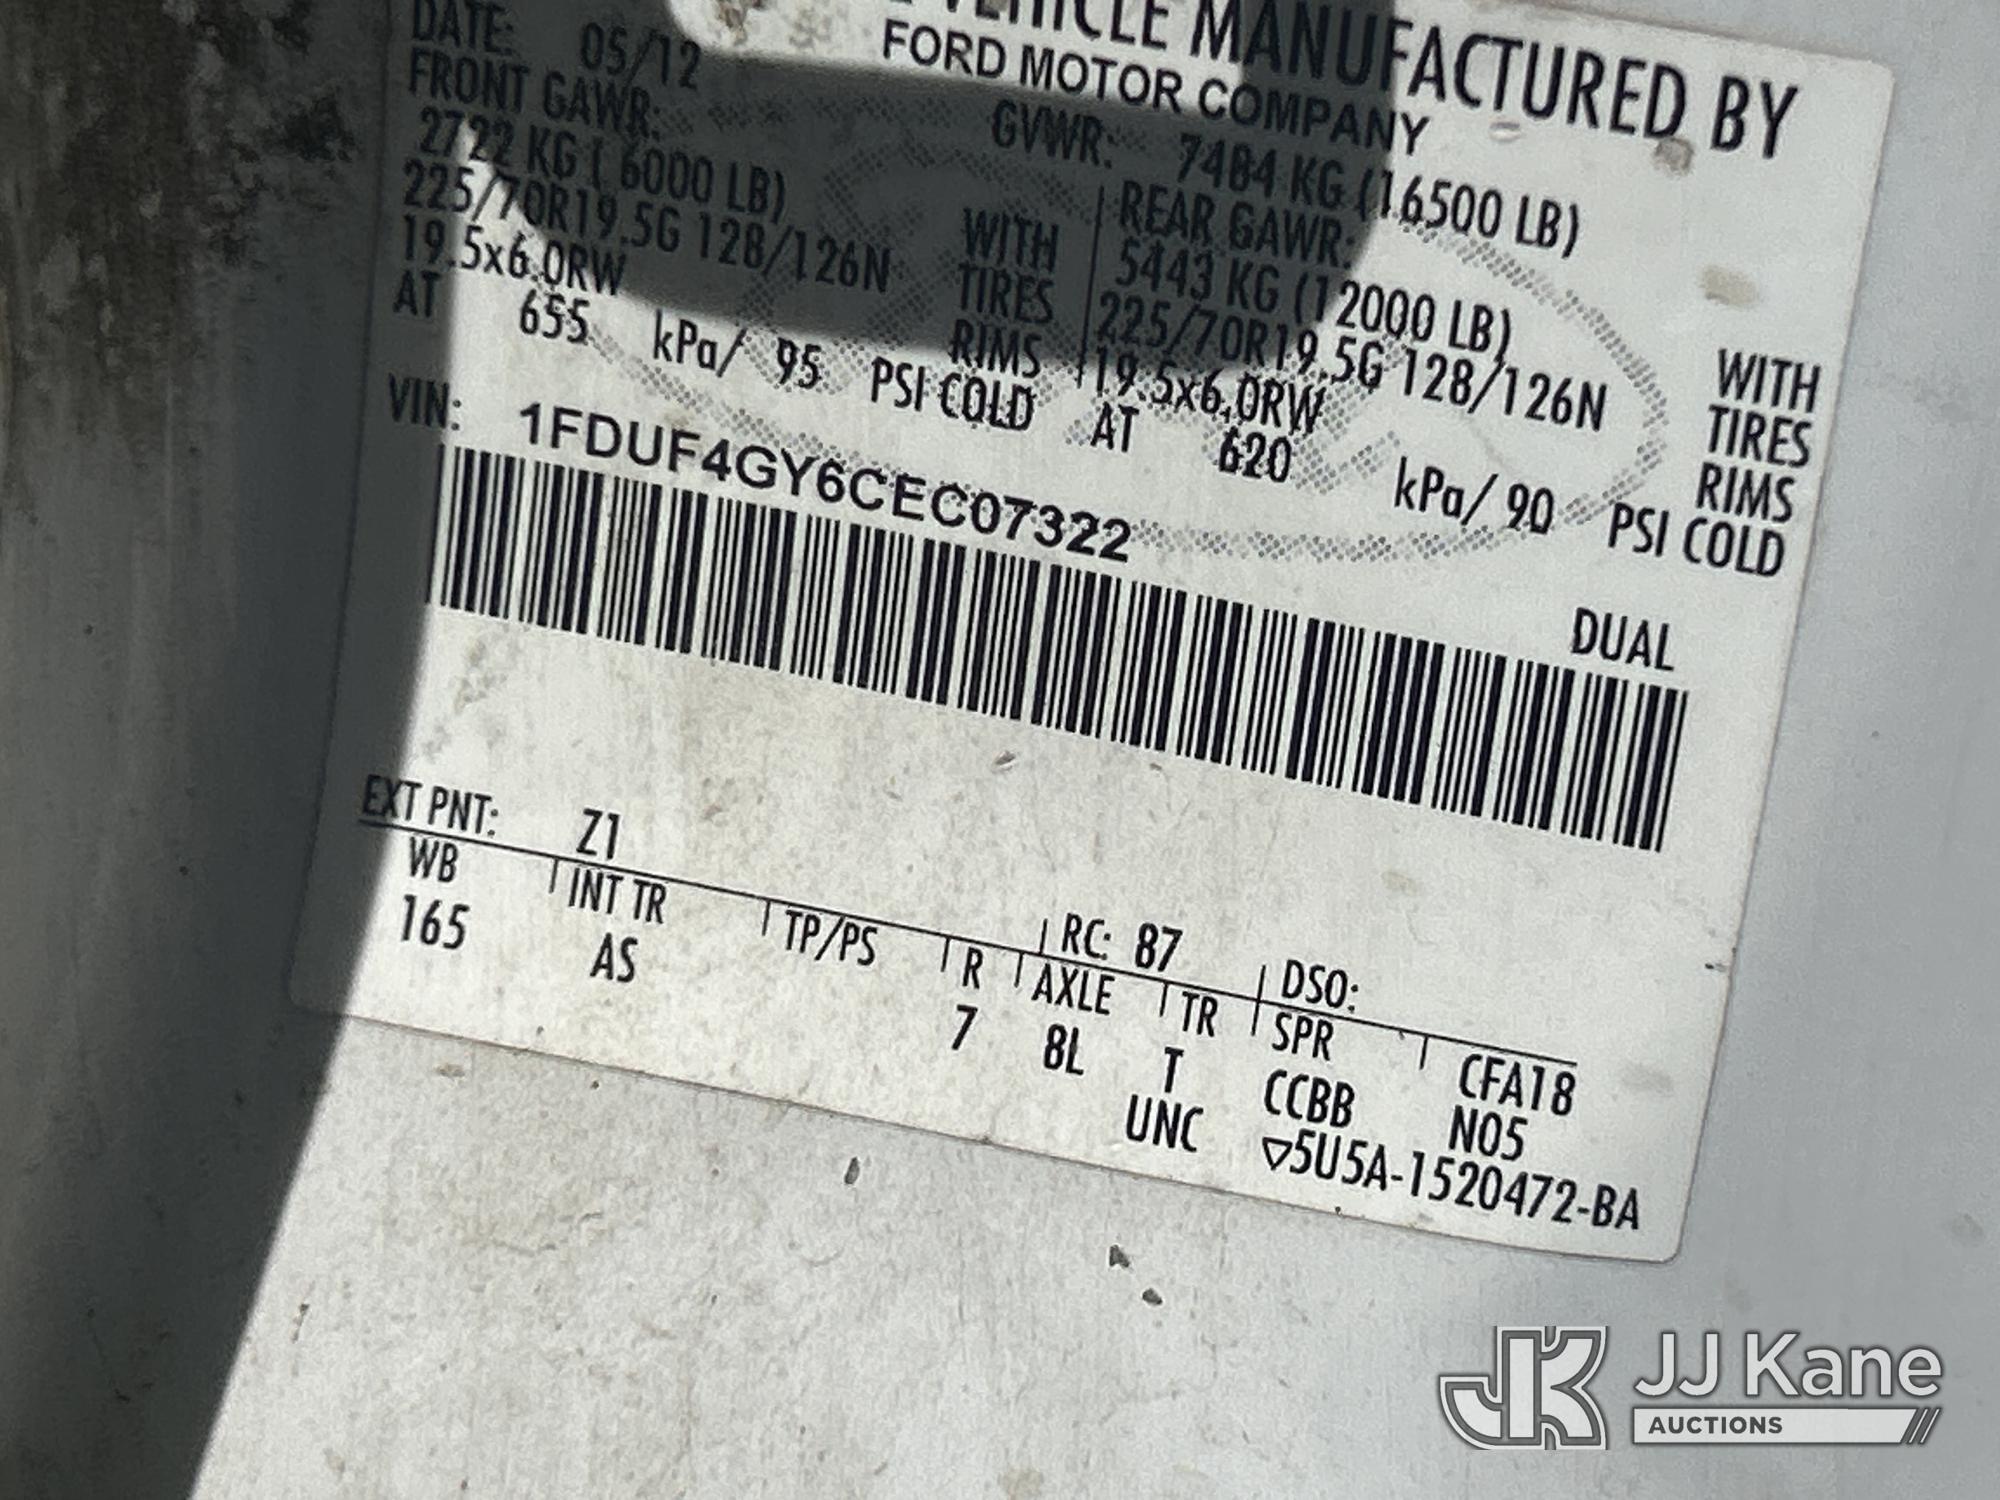 VEHICLE MANUFACTURED BY
FORD MOTOR COMPANY
DATE: 05/12
GVWR: 7484 KG (16500 LB)
FRONT GAWR:
2722 KG ( 6000 LB)
225/70R19.5G 128/126N
19.5x6.0RW
AT 655 kPa/ 95 PSI COLD
WITH
TIRES
RIMS
REAR GAWR:
5443 KG (12000 LB)
225/70R19.5G 128/126N
19.5x6.0RW
AT 620 kPa/ 90 PSI COLD
WITH
TIRES
RIMS
VIN: 1FDUF4GY6CEC07322
DUAL
EXT PNT: Z1 RC: 87 DSO:
WB INT TR TP/PS R AXLE TR SPR CFA18
165 AS 7 8L T CCBB N05
UNC ▽5U5A-1520472-BA
JK JJ Kane
AUCTIONS